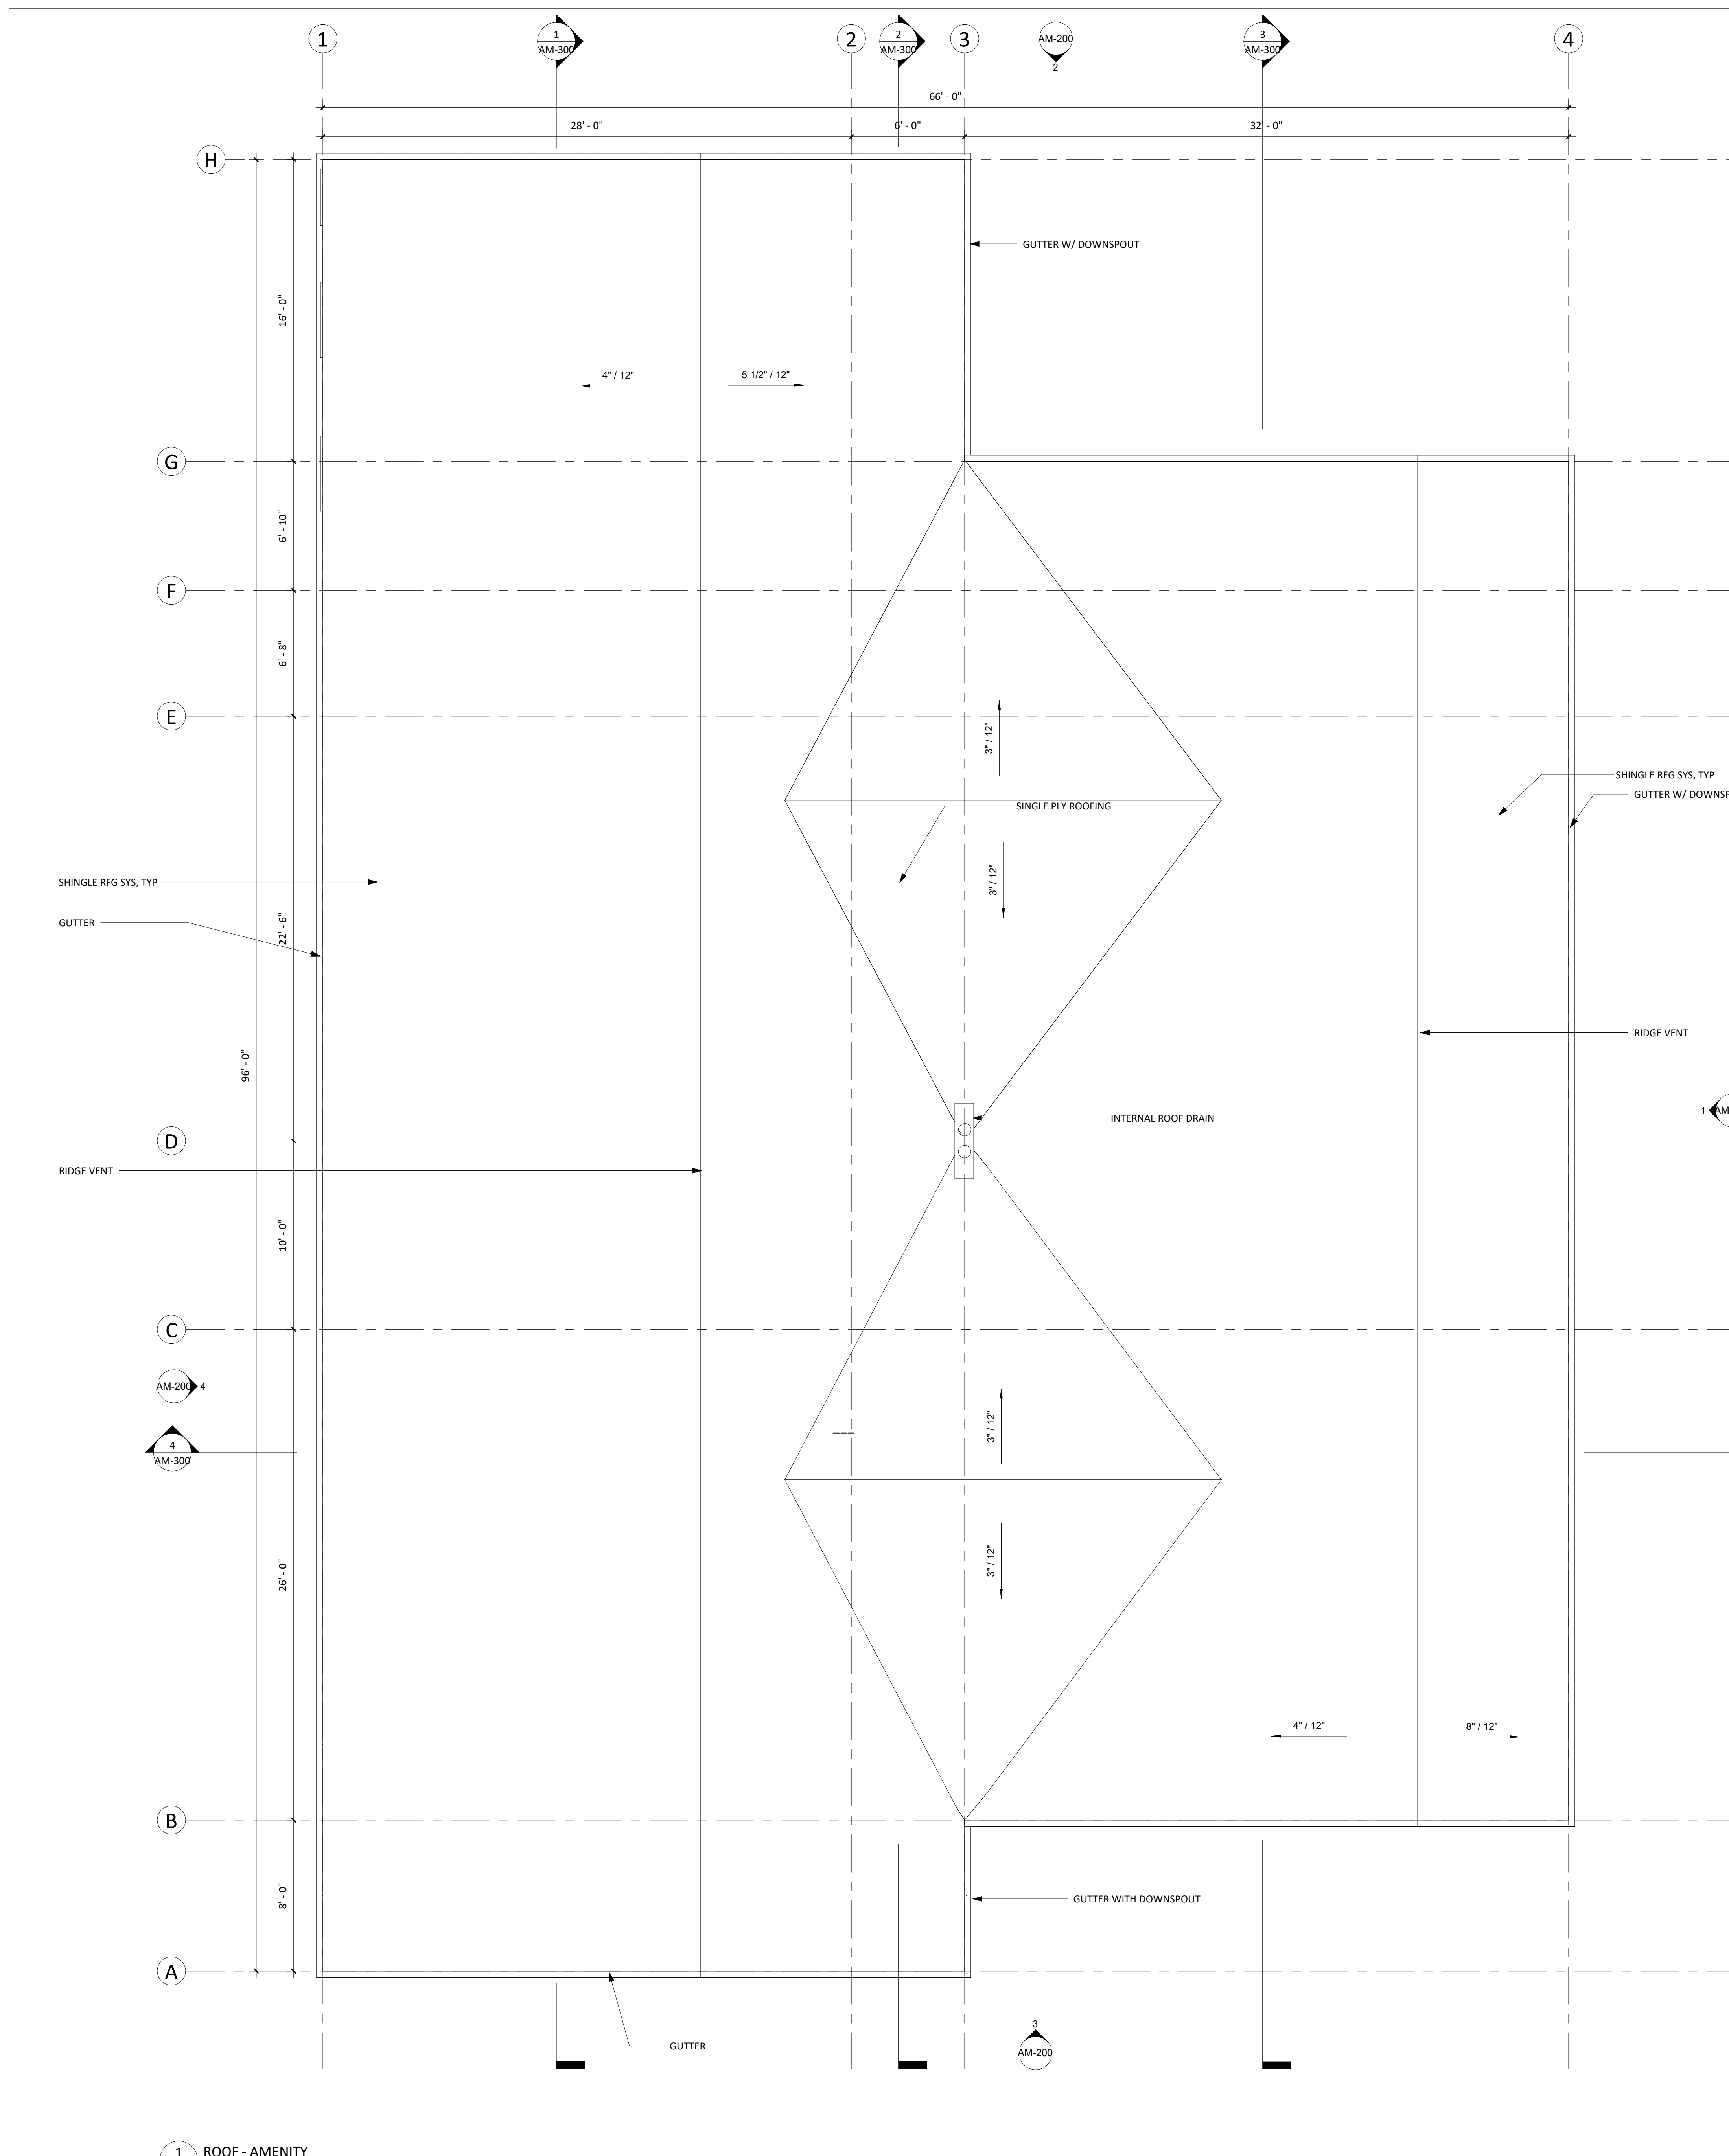 1
1
AM-300
2
2
AM-300
3
AM-200
2
3
AM-300
4
66' - 0"
28' - 0"
6' - 0"
32' - 0"
H
GUTTER W/ DOWNSPOUT
16' - 0"
4" / 12"
5 1/2" / 12"
G
6' - 10"
F
6' - 8"
E
3" / 12"
SHINGLE RFG SYS, TYP
GUTTER W/ DOWNSP
SINGLE PLY ROOFING
3" / 12"
SHINGLE RFG SYS, TYP
GUTTER
22' - 6"
RIDGE VENT
96' - 0"
1
AM
INTERNAL ROOF DRAIN
D
RIDGE VENT
10' - 0"
C
AM-200
4
3" / 12"
4
AM-300
3" / 12"
26' - 0"
4" / 12"
8" / 12"
B
8' - 0"
GUTTER WITH DOWNSPOUT
A
3
AM-200
GUTTER
1
ROOF - AMENITY